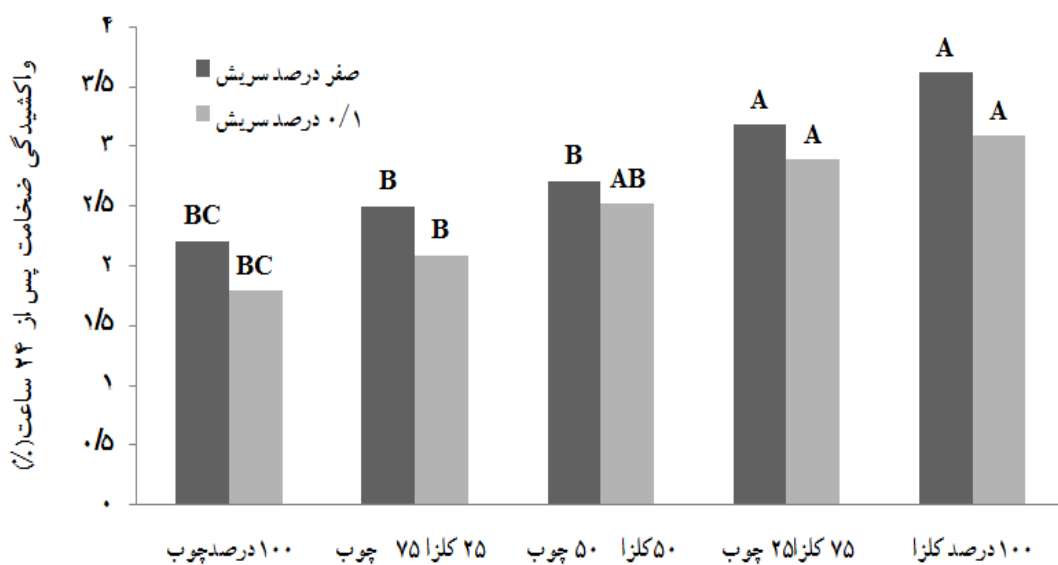 واکشیدگی ضخامت پس از ۲۴ ساعت(٪)
۴
۳/۵
۳
۲/۵
۲
۱/۵
۱
۰/۵
۰
صفر درصد سریش
۰/۱ درصد سریش
BC
BC
B
B
B
AB
A
A
A
A
۱۰۰ درصدچوب
۲۵ کلزا ۷۵ چوب
۵۰کلزا ۵۰ چوب
۷۵ کلزا۲۵ چوب
۱۰۰ درصد کلزا